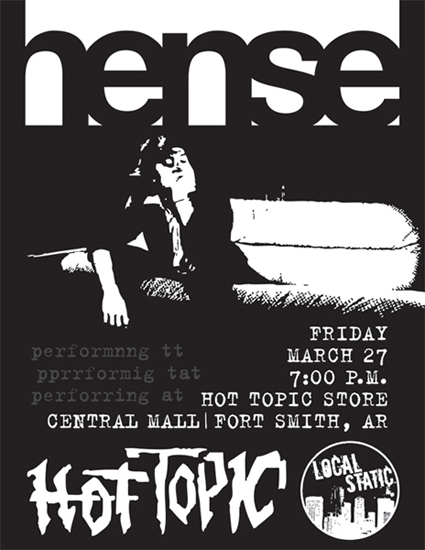 hense
FRIDAY
performnng tt
MARCH 27
pprrformig tat
7:00 P.M.
perforring at
HOT TOPIC STORE
CENTRAL MALL|FORT SMITH, AR
HOT TOPIC
LOCAL
STATIC